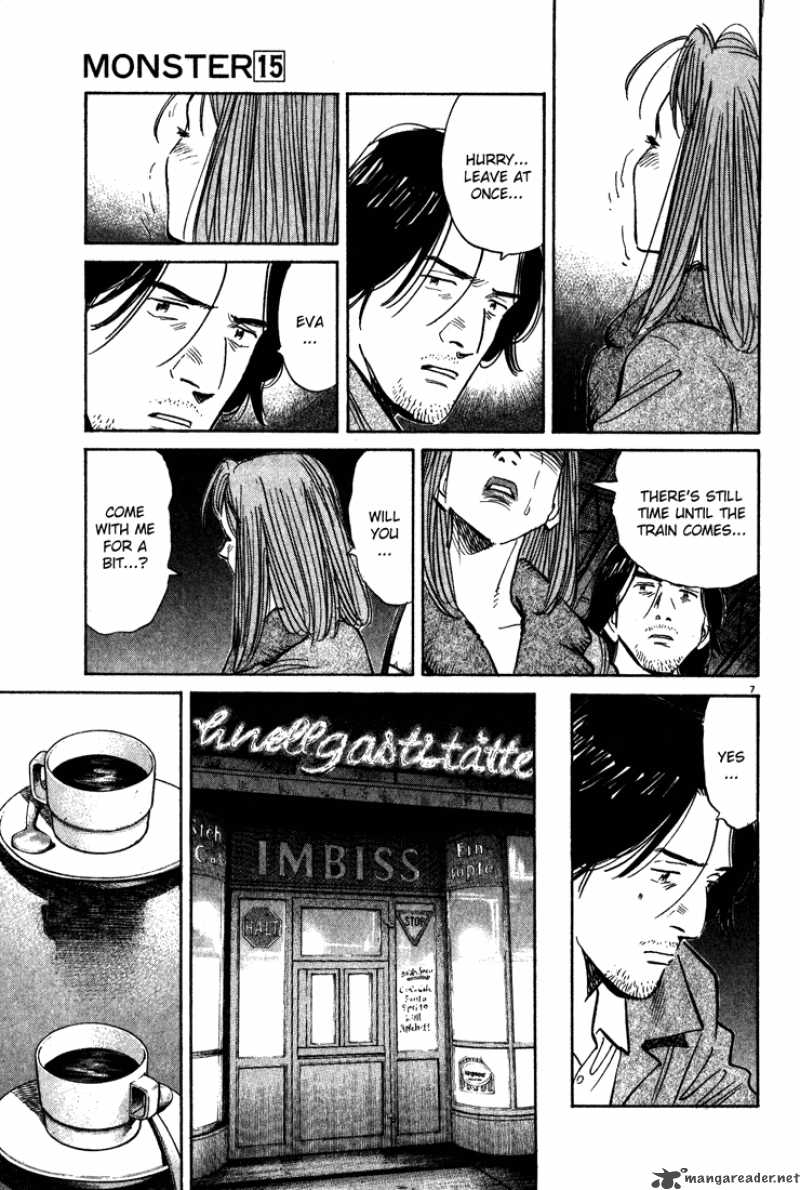 MONSTER 15
HURRY...
LEAVE AT
ONCE...
EVA
...
THERE'S STILL
TIME UNTIL THE
TRAIN COMES...
WILL
YOU
...
COME
WITH ME
FOR A
BIT...?
7
YES
...
hnellgaststätte
IMBISS
Ein
HALT
STOP
mangareader.net